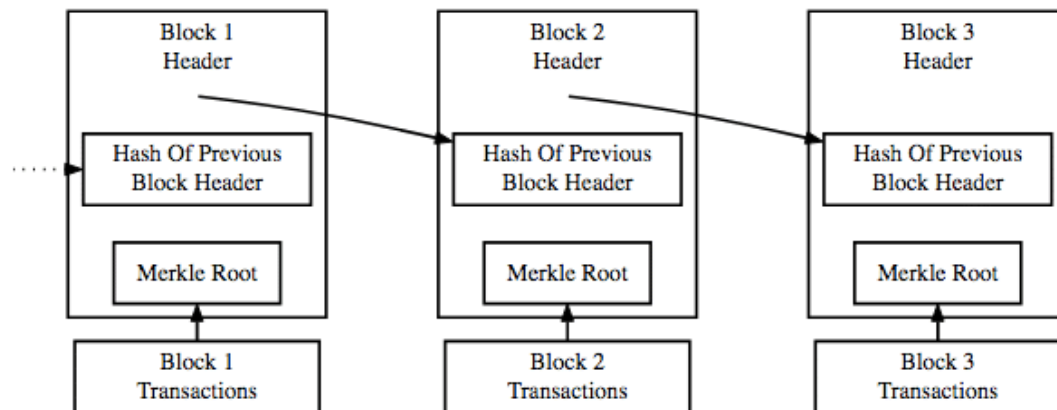 Block 1
Header
Hash Of Previous
Block Header
Merkle Root
Block 1
Transactions
Block 2
Header
Hash Of Previous
Block Header
Merkle Root
Block 2
Transactions
Block 3
Header
Hash Of Previous
Block Header
Merkle Root
Block 3
Transactions